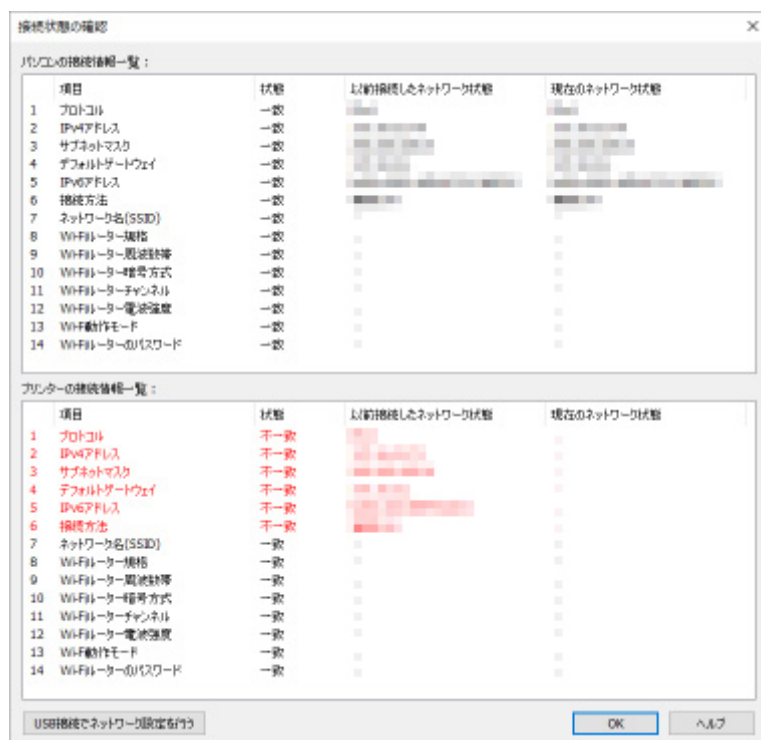 接続状態の確認
パソコンの接続情報一覧：
項目 状態 以前接続したネットワーク状態 現在のネットワーク状態
1 プロトコル 一致
2 IPv4アドレス 一致
3 サブネットマスク 一致
4 デフォルトゲートウェイ 一致
5 IPv6アドレス 一致
6 接続方法 一致
7 ネットワーク名(SSID) 一致
8 Wi-Fiルーター規格 一致
9 Wi-Fiルーター周波数帯 一致
10 Wi-Fiルーター暗号方式 一致
11 Wi-Fiルーターチャンネル 一致
12 Wi-Fiルーター電波強度 一致
13 Wi-Fi動作モード 一致
14 Wi-Fiルーターのパスワード 一致
プリンターの接続情報一覧：
項目 状態 以前接続したネットワーク状態 現在のネットワーク状態
1 プロトコル 不一致
2 IPv4アドレス 不一致
3 サブネットマスク 不一致
4 デフォルトゲートウェイ 不一致
5 IPv6アドレス 不一致
6 接続方法 不一致
7 ネットワーク名(SSID) 一致
8 Wi-Fiルーター規格 一致
9 Wi-Fiルーター周波数帯 一致
10 Wi-Fiルーター暗号方式 一致
11 Wi-Fiルーターチャンネル 一致
12 Wi-Fiルーター電波強度 一致
13 Wi-Fi動作モード 一致
14 Wi-Fiルーターのパスワード 一致
USB接続でネットワーク設定を行う OK ヘルプ